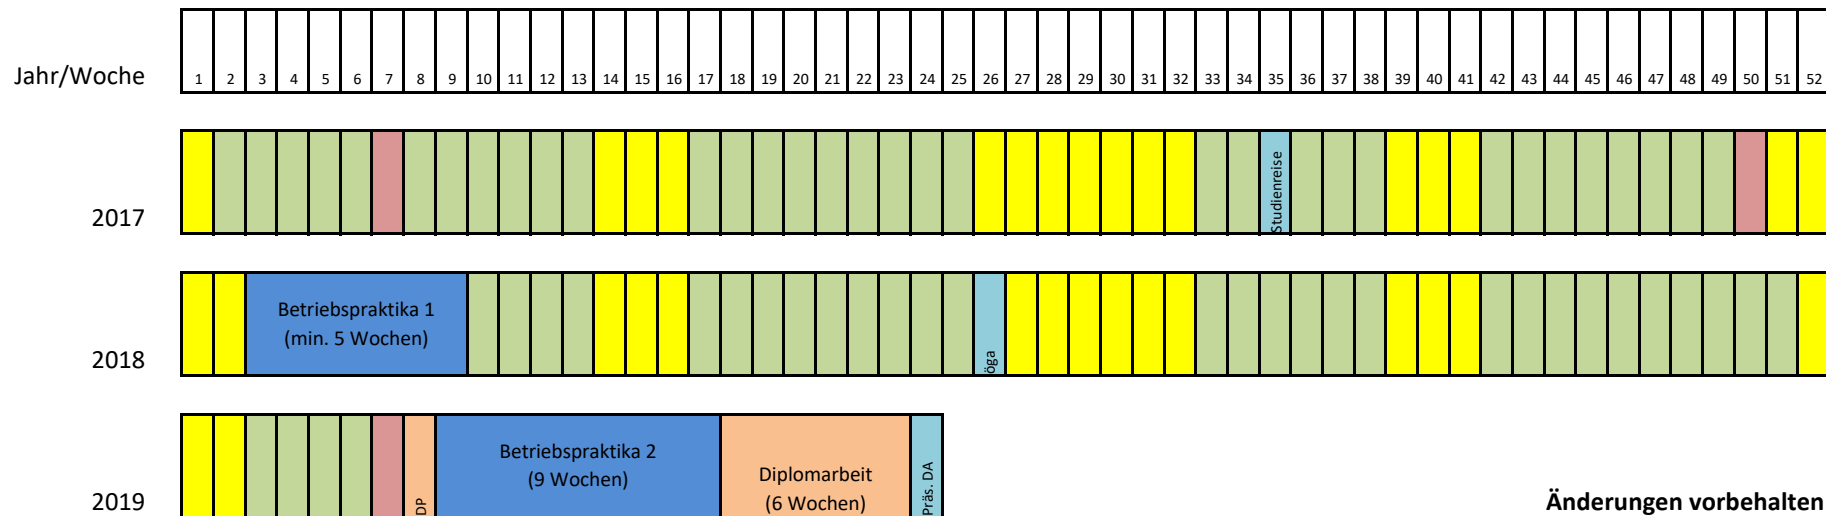 Jahr/Woche 1 2 3 4 5 6 7 8 9 10 11 12 13 14 15 16 17 18 19 20 21 22 23 24 25 26 27 28 29 30 31 32 33 34 35 36 37 38 39 40 41 42 43 44 45 46 47 48 49 50 51 52
2017
Studienreise
2018
Betriebspraktika 1
(min. 5 Wochen)
öga
2019
DP
Betriebspraktika 2
(9 Wochen)
Diplomarbeit
(6 Wochen)
Präs. DA
Änderungen vorbehalten